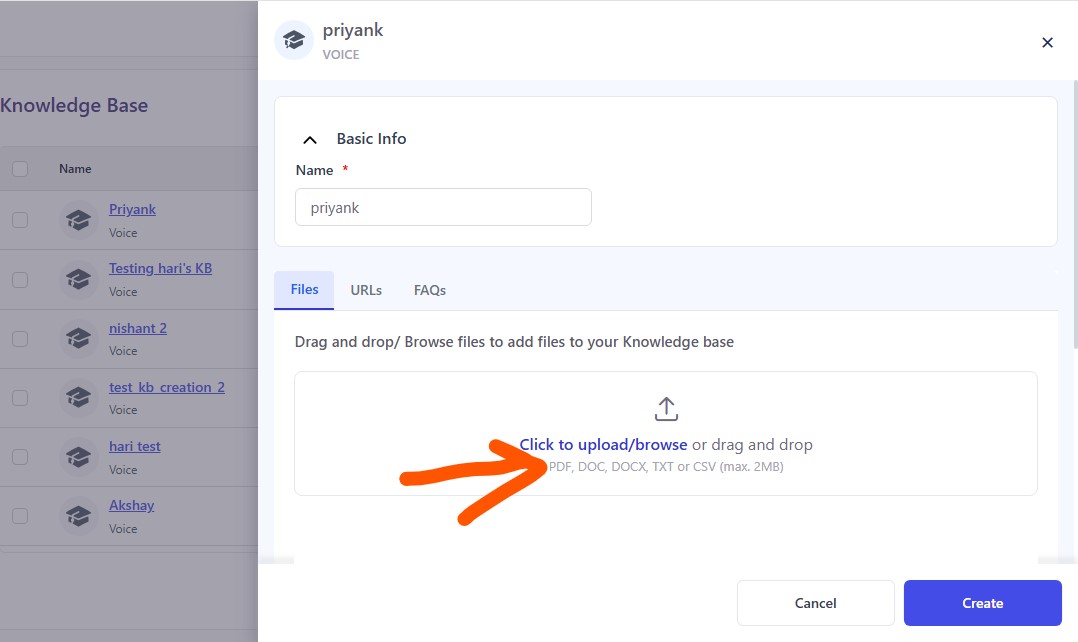 Knowledge Base
Name
Priyank
Voice
Testing hari's KB
Voice
nishant 2
Voice
test_kb_creation_2
Voice
hari test
Voice
Akshay
Voice
priyank
VOICE
Basic Info
Name *
priyank
Files URLs FAQs
Drag and drop/ Browse files to add files to your Knowledge base
Click to upload/browse or drag and drop
PDF, DOC, DOCX, TXT or CSV (max. 2MB)
Cancel Create